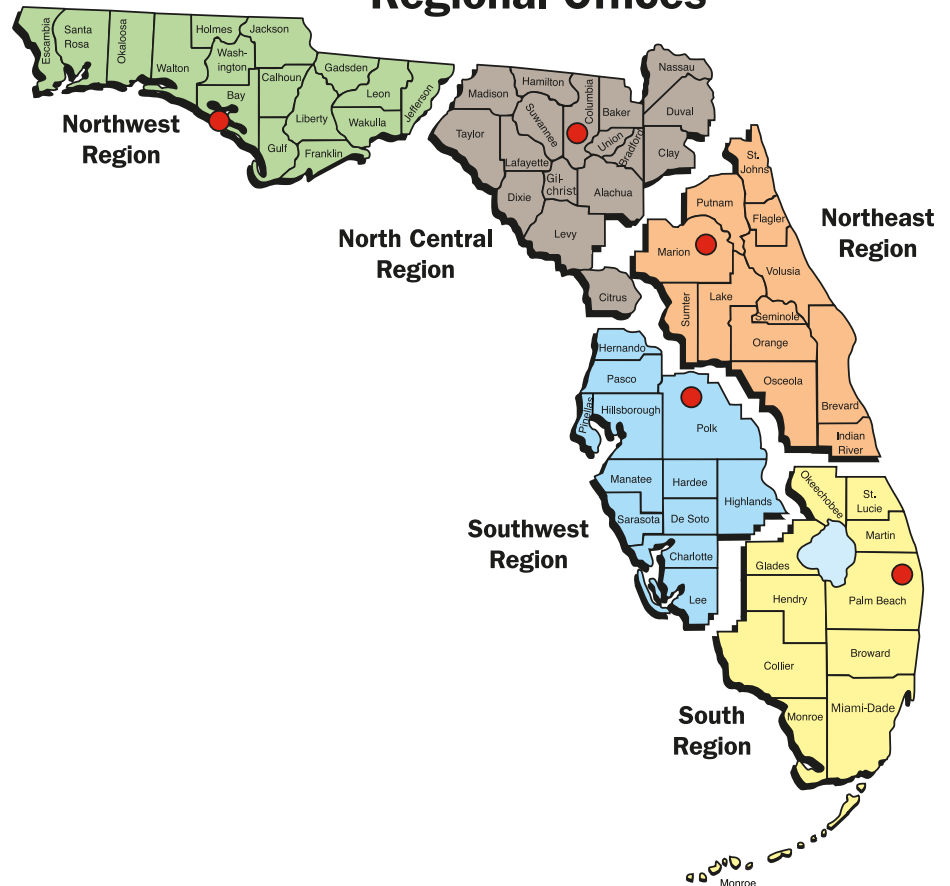 Regional Offices
Escambia
Santa
Rosa
Okaloosa
Walton
Holmes
Jackson
Wash-
ington
Bay
Calhoun
Gulf
Liberty
Franklin
Gadsden
Leon
Wakulla
Jefferson
Northwest
Region
Madison
Hamilton
Taylor
Suwannee
Columbia
Baker
Nassau
Duval
Union
Bradford
Clay
Lafayette
Gil-
christ
Dixie
Alachua
Levy
Citrus
North Central
Region
St.
Johns
Putnam
Flagler
Marion
Volusia
Sumter
Lake
Seminole
Orange
Osceola
Brevard
Indian
River
Northeast
Region
Hernando
Pasco
Pinellas
Hillsborough
Polk
Manatee
Hardee
Highlands
Sarasota
De Soto
Charlotte
Lee
Southwest
Region
Okeechobee
St.
Lucie
Martin
Glades
Hendry
Palm Beach
Broward
Collier
Monroe
Miami-Dade
South
Region
Monroe